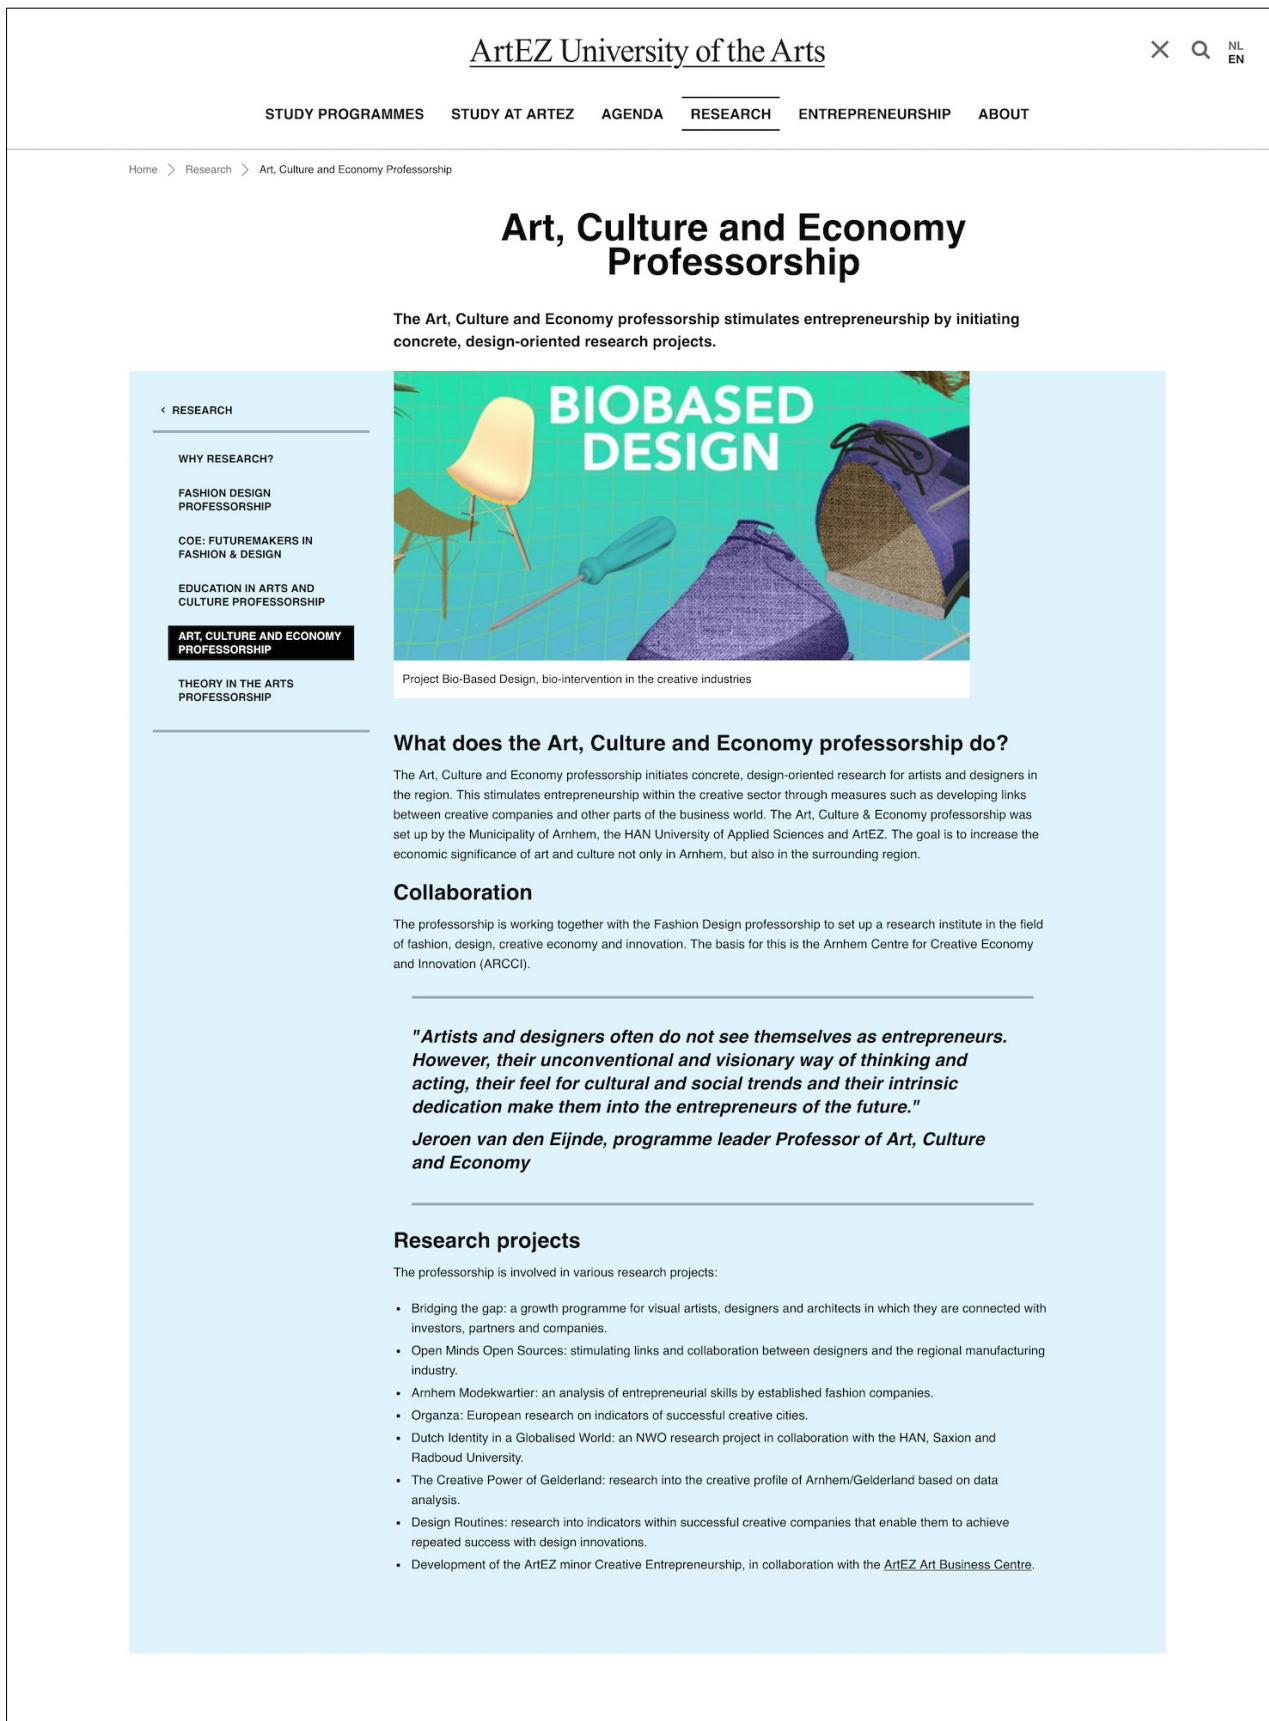 ArtEZ University of the Arts
NL
EN
STUDY PROGRAMMES STUDY AT ARTEZ AGENDA RESEARCH ENTREPRENEURSHIP ABOUT
Home > Research > Art, Culture and Economy Professorship
Art, Culture and Economy
Professorship
The Art, Culture and Economy professorship stimulates entrepreneurship by initiating
concrete, design-oriented research projects.
‹ RESEARCH
WHY RESEARCH?
FASHION DESIGN
PROFESSORSHIP
COE: FUTUREMAKERS IN
FASHION & DESIGN
EDUCATION IN ARTS AND
CULTURE PROFESSORSHIP
ART, CULTURE AND ECONOMY
PROFESSORSHIP
THEORY IN THE ARTS
PROFESSORSHIP
BIOBASED
DESIGN
Project Bio-Based Design, bio-intervention in the creative industries
What does the Art, Culture and Economy professorship do?
The Art, Culture and Economy professorship initiates concrete, design-oriented research for artists and designers in
the region. This stimulates entrepreneurship within the creative sector through measures such as developing links
between creative companies and other parts of the business world. The Art, Culture & Economy professorship was
set up by the Municipality of Arnhem, the HAN University of Applied Sciences and ArtEZ. The goal is to increase the
economic significance of art and culture not only in Arnhem, but also in the surrounding region.
Collaboration
The professorship is working together with the Fashion Design professorship to set up a research institute in the field
of fashion, design, creative economy and innovation. The basis for this is the Arnhem Centre for Creative Economy
and Innovation (ARCCI).
"Artists and designers often do not see themselves as entrepreneurs.
However, their unconventional and visionary way of thinking and
acting, their feel for cultural and social trends and their intrinsic
dedication make them into the entrepreneurs of the future."
Jeroen van den Eijnde, programme leader Professor of Art, Culture
and Economy
Research projects
The professorship is involved in various research projects:
• Bridging the gap: a growth programme for visual artists, designers and architects in which they are connected with
investors, partners and companies.
• Open Minds Open Sources: stimulating links and collaboration between designers and the regional manufacturing
industry.
• Arnhem Modekwartier: an analysis of entrepreneurial skills by established fashion companies.
• Organza: European research on indicators of successful creative cities.
• Dutch Identity in a Globalised World: an NWO research project in collaboration with the HAN, Saxion and
Radboud University.
• The Creative Power of Gelderland: research into the creative profile of Arnhem/Gelderland based on data
analysis.
• Design Routines: research into indicators within successful creative companies that enable them to achieve
repeated success with design innovations.
• Development of the ArtEZ minor Creative Entrepreneurship, in collaboration with the ArtEZ Art Business Centre.